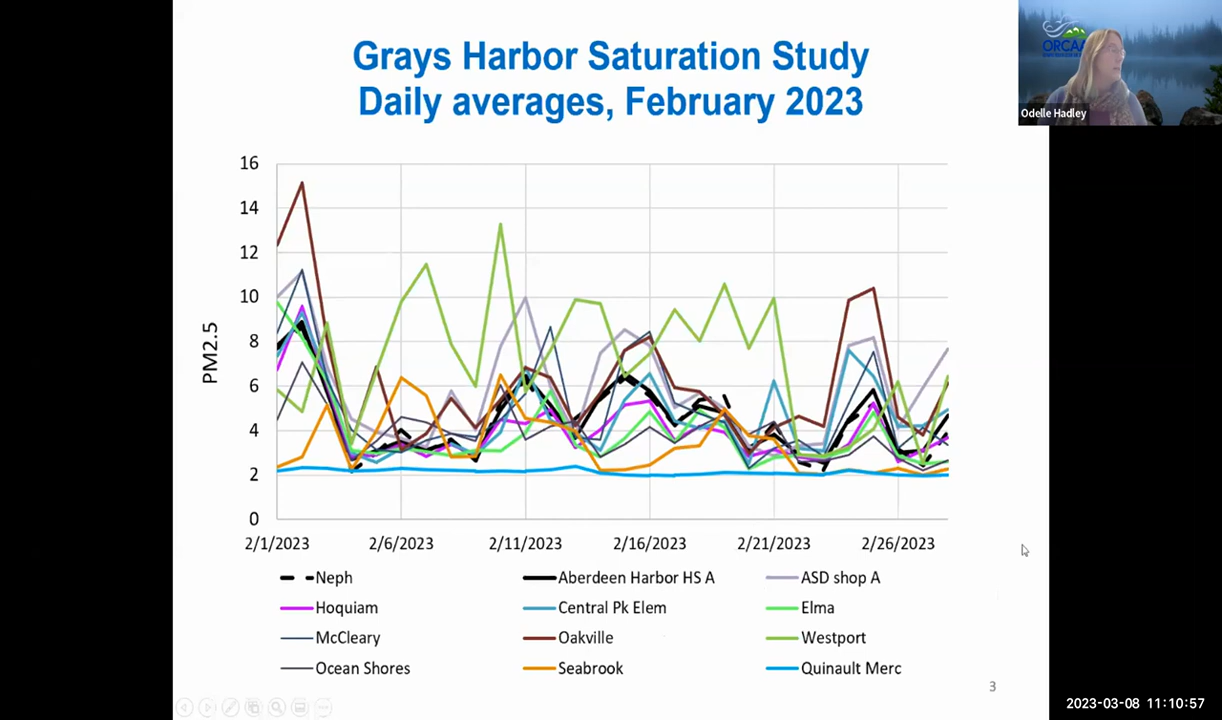 Grays Harbor Saturation Study
Daily averages, February 2023
ORCAA
Odelle Hadley
PM2.5
16
14
12
10
8
6
4
2
0
2/1/2023 2/6/2023 2/11/2023 2/16/2023 2/21/2023 2/26/2023
Neph Aberdeen Harbor HS A ASD shop A
Hoquiam Central Pk Elem Elma
McCleary Oakville Westport
Ocean Shores Seabrook Quinault Merc
3
2023-03-08 11:10:57